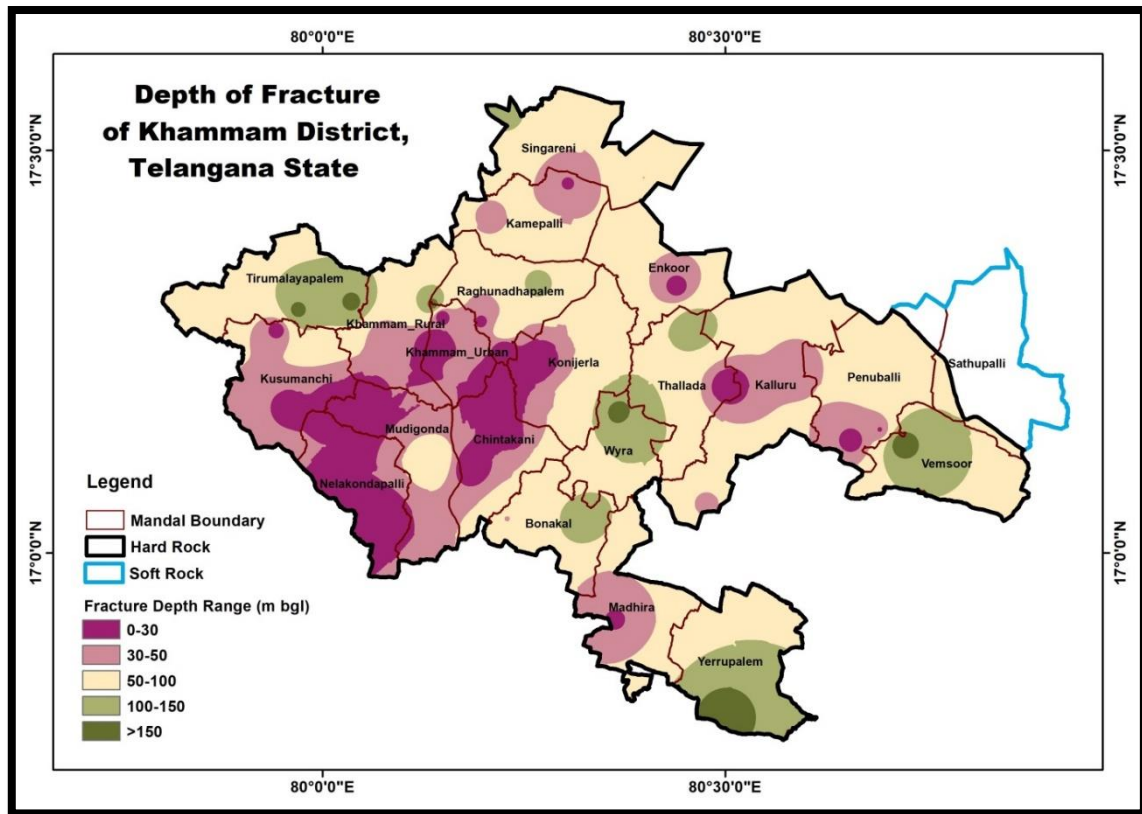 80°0'0"E
80°30'0"E
Depth of Fracture
of Khammam District,
Telangana State
17°30'0"N
17°30'0"N
Singareni
Kamepalli
Enkoor
Tirumalayapalem
Raghunadhapalem
Khammam_Rural
Sathupalli
Khammam_Urban
Konijerla
Kusumanchi
Thallada
Kalluru
Penuballi
Mudigonda
Chintakani
Wyra
Vemsoor
Nelakondapalli
Bonakal
17°0'0"N
17°0'0"N
Madhira
Yerrupalem
Legend
Mandal Boundary
Hard Rock
Soft Rock
Fracture Depth Range (m bgl)
0-30
30-50
50-100
100-150
>150
80°0'0"E
80°30'0"E